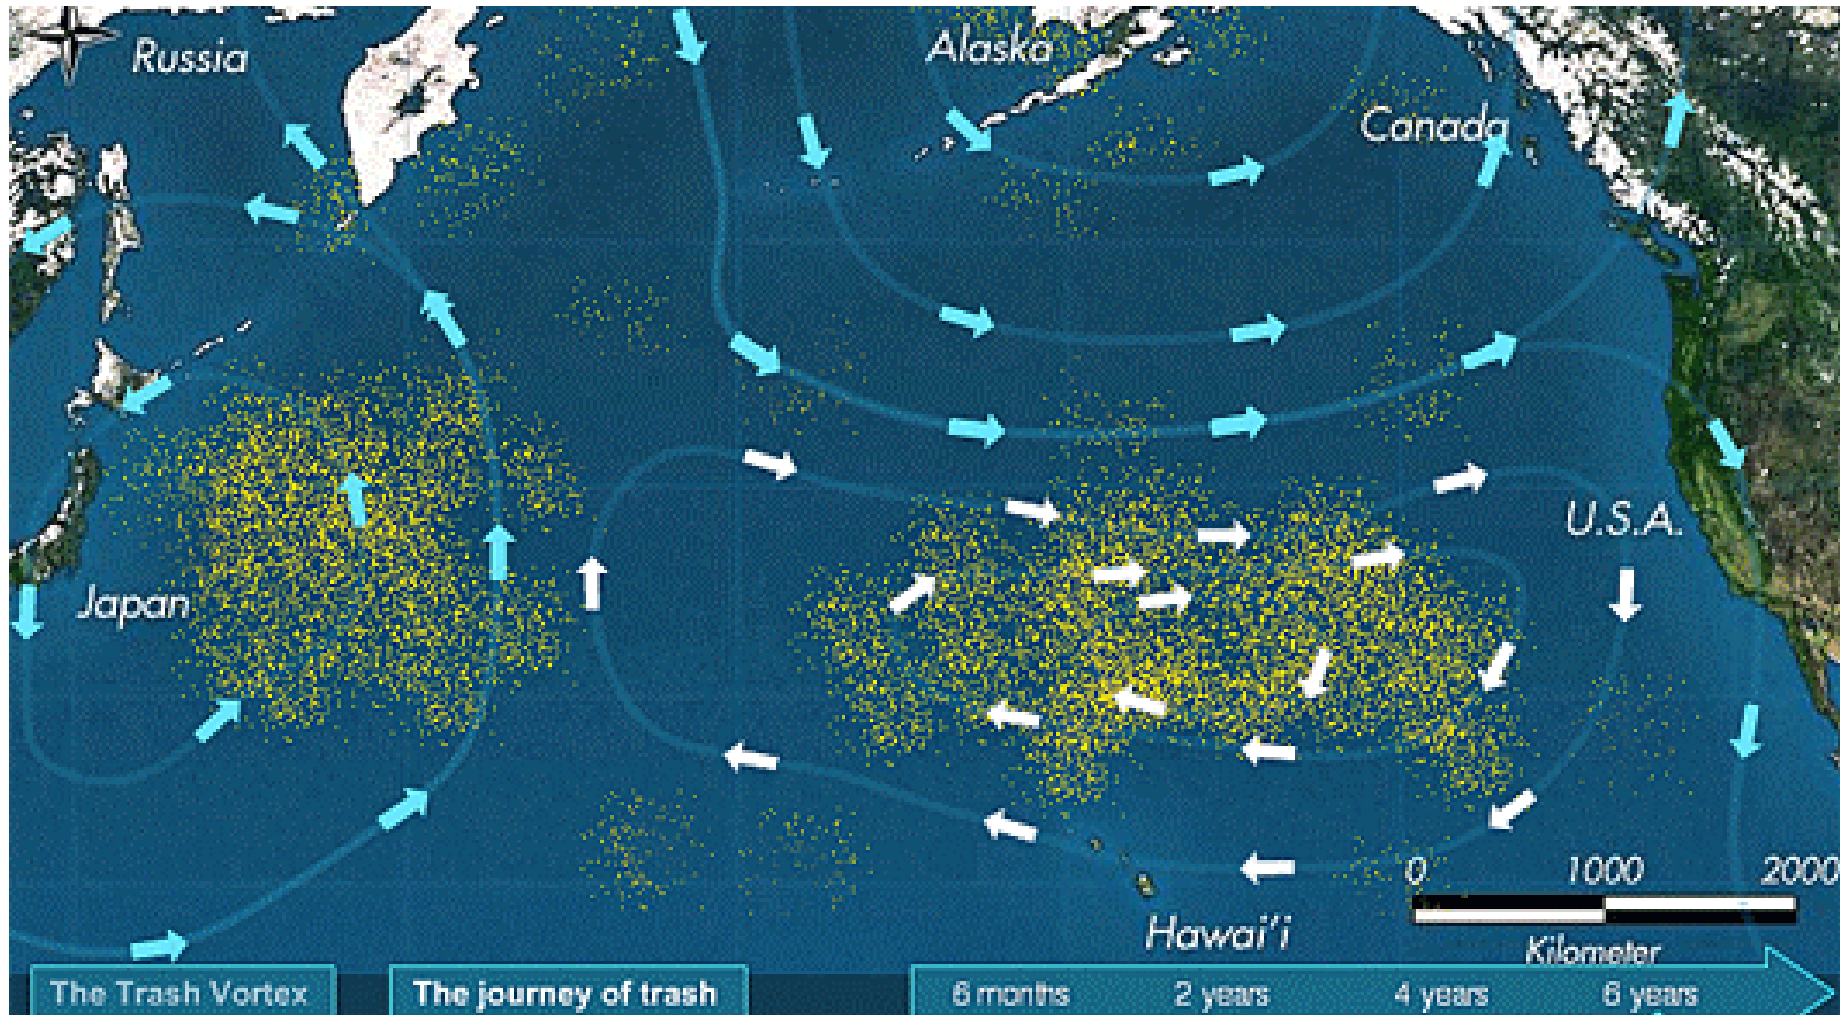 Russia
Alaska
Canada
U.S.A.
Japan
0 1000 2000
Hawai'i
Kilometer
The Trash Vortex
The journey of trash
6 months 2 years 4 years 6 years